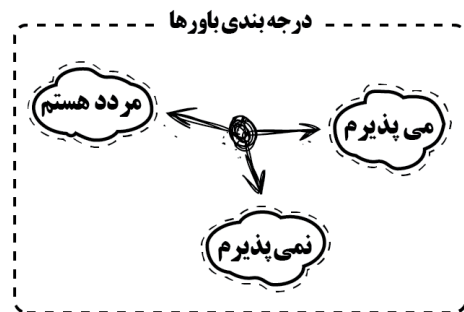 درجه بندی باورها
می پذیرم
مردد هستم
نمی پذیرم